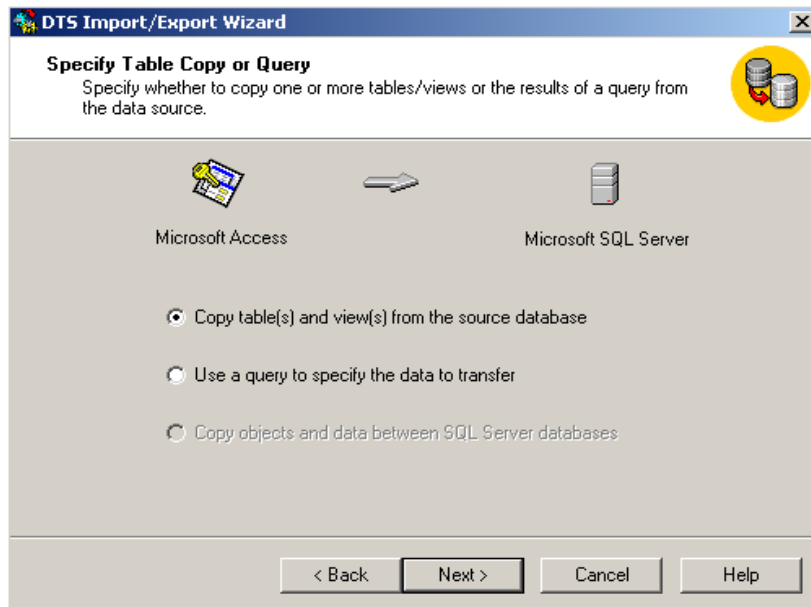 DTS Import/Export Wizard
Specify Table Copy or Query
Specify whether to copy one or more tables/views or the results of a query from
the data source.
Microsoft Access
Microsoft SQL Server
Copy table(s) and view(s) from the source database
Use a query to specify the data to transfer
Copy objects and data between SQL Server databases
< Back
Next >
Cancel
Help